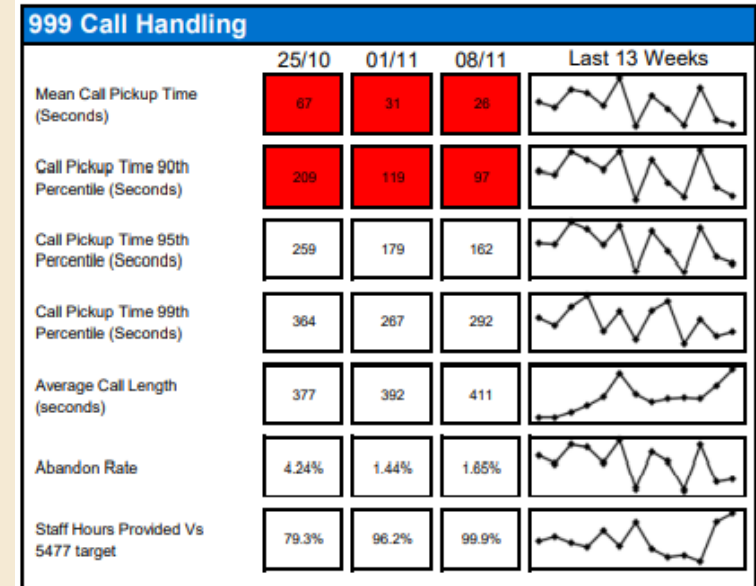 999 Call Handling
25/10 01/11 08/11 Last 13 Weeks
Mean Call Pickup Time
(Seconds)
67 31 26
Call Pickup Time 90th
Percentile (Seconds)
209 119 97
Call Pickup Time 95th
Percentile (Seconds)
259 179 162
Call Pickup Time 99th
Percentile (Seconds)
364 267 292
Average Call Length
(seconds)
377 392 411
Abandon Rate
4.24% 1.44% 1.65%
Staff Hours Provided Vs
5477 target
79.3% 96.2% 99.9%